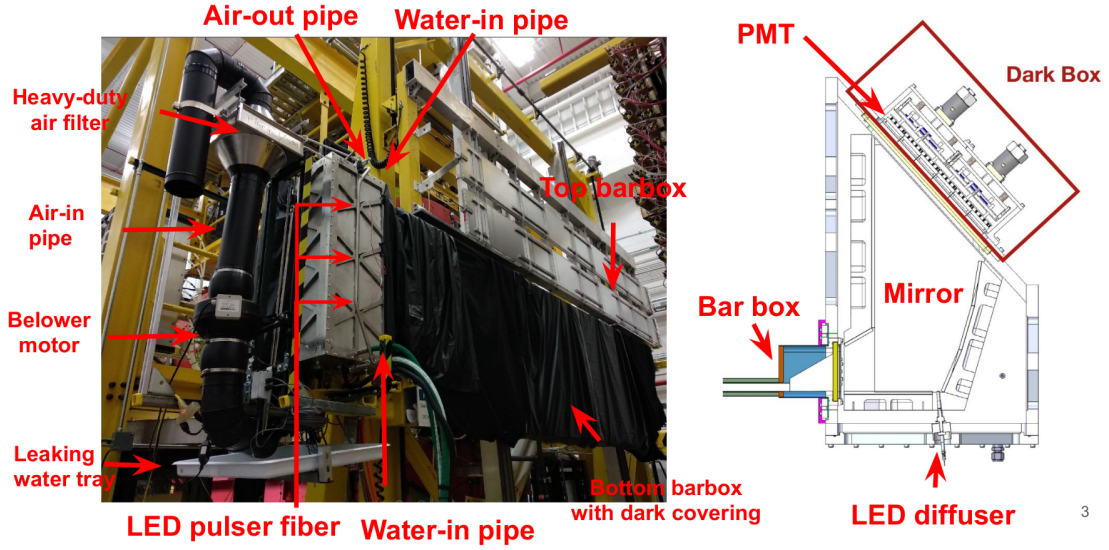 Air-out pipe
Water-in pipe
Heavy-duty
air filter
Air-in
pipe
Belower
motor
Leaking
water tray
LED pulser fiber
Water-in pipe
Top barbox
Bottom barbox
with dark covering
PMT
Dark Box
Mirror
Bar box
LED diffuser
3